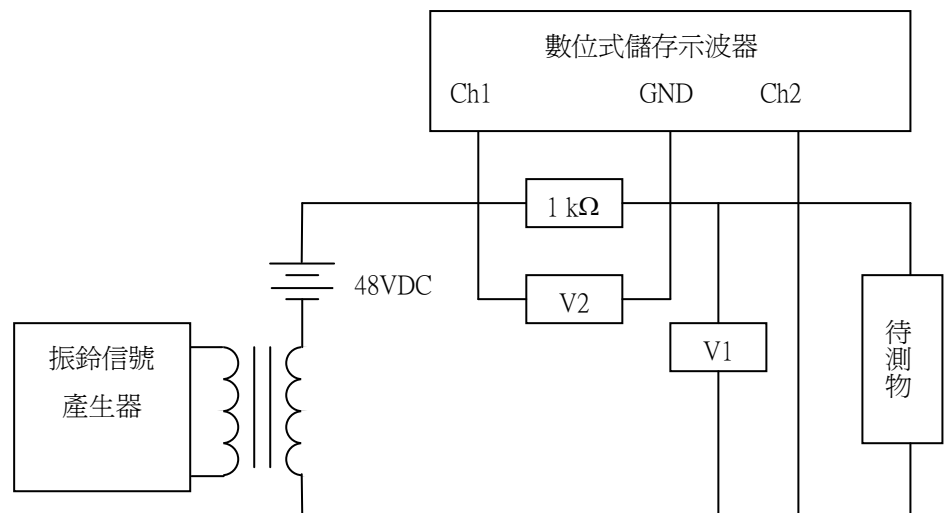 數位式儲存示波器
Ch1 GND Ch2
1 kΩ
48VDC
V2
V1
振鈴信號
產生器
待測物